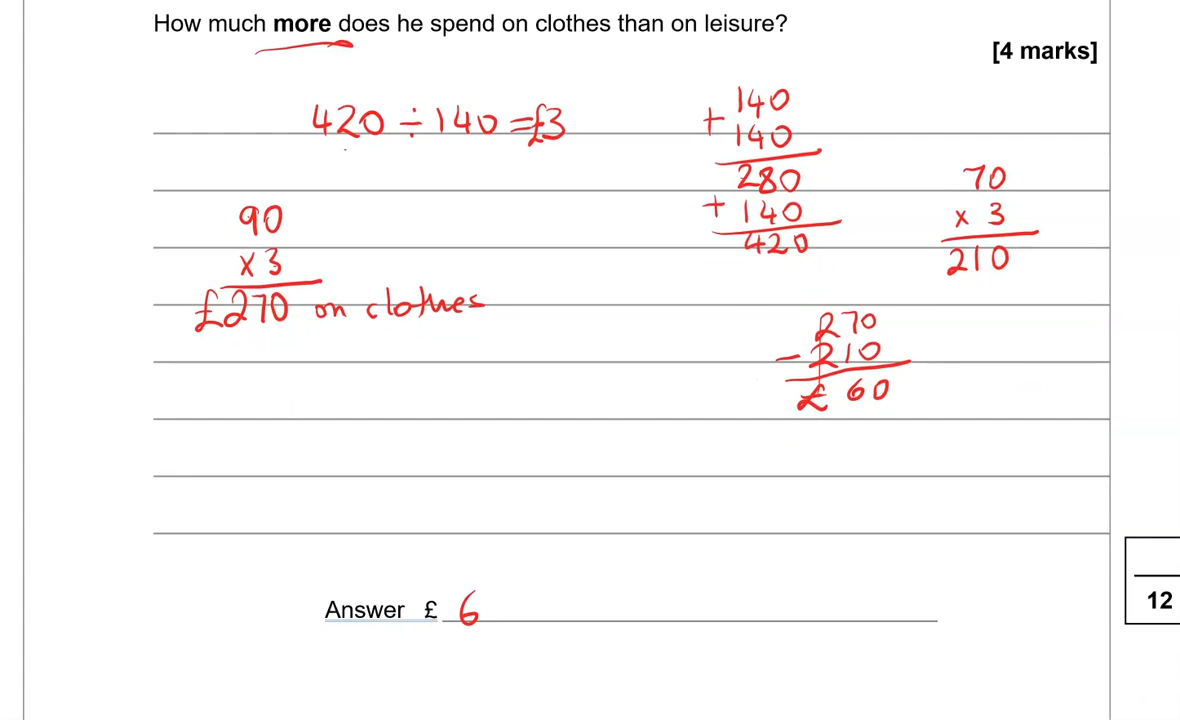 How much more does he spend on clothes than on leisure?
[4 marks]
420 ÷ 140 = £3
140
+ 140
280
+ 140
420
70
x 3
210
90
x 3
£270 on clothes
270
- 210
£ 60
Answer £ 6
12